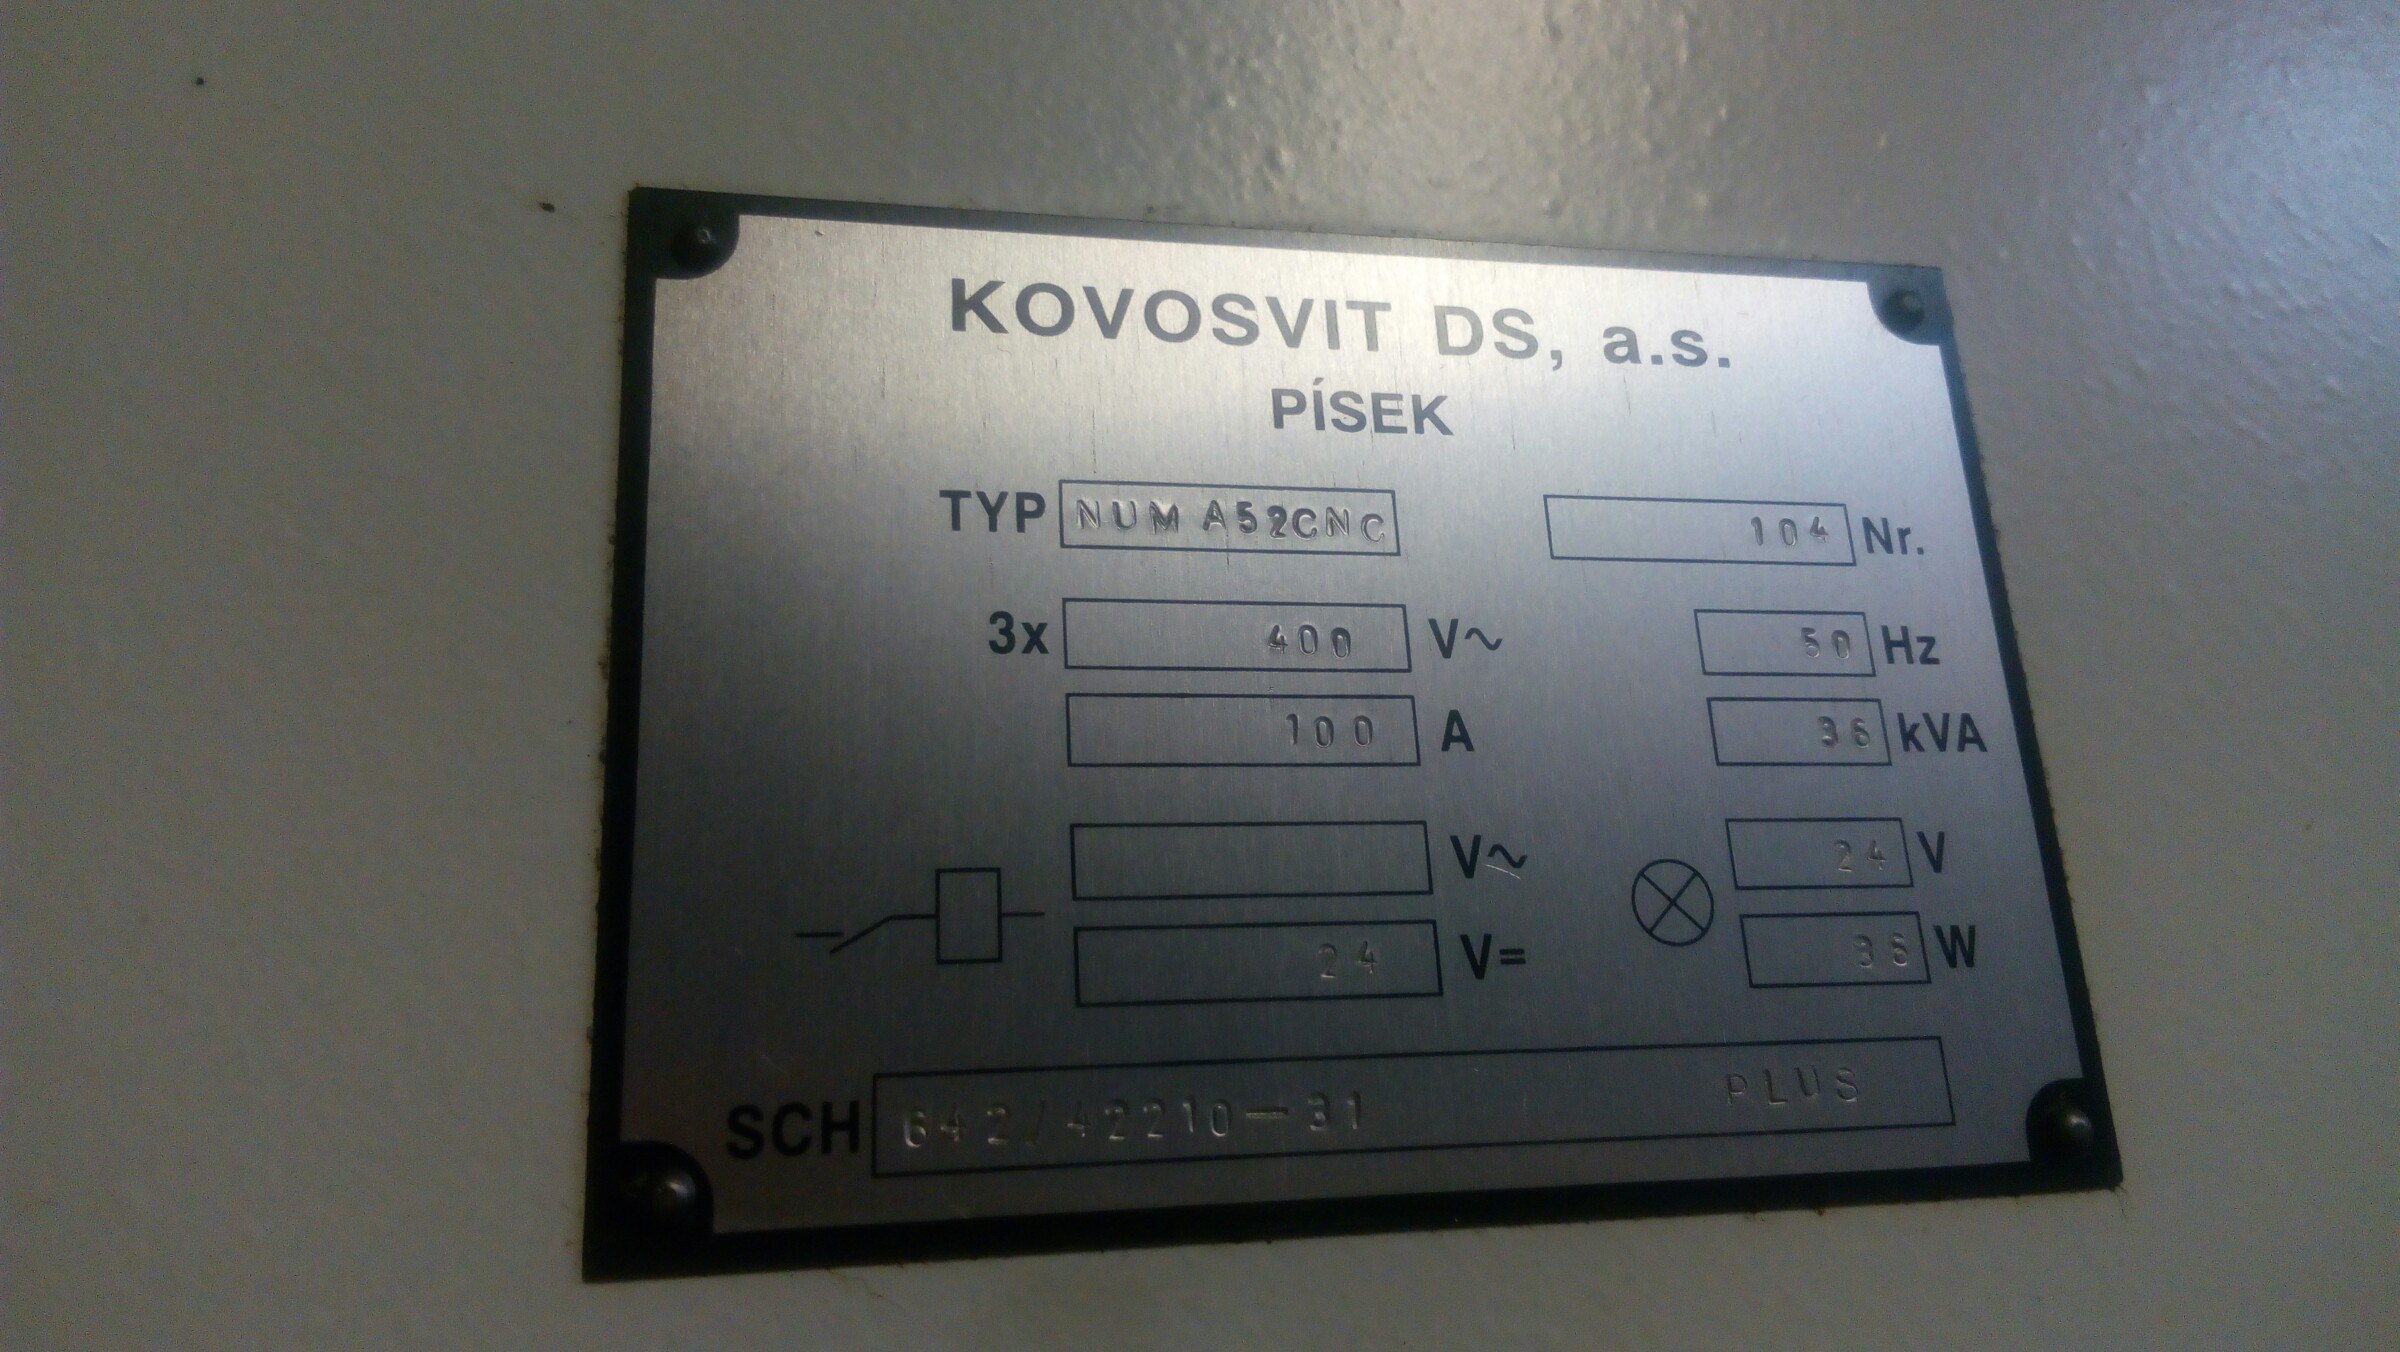 KOVOSVIT DS, a.s.
PÍSEK
TYP NUM A52CNC 104 Nr.
3x 400 V~ 50 Hz
100 A 36 kVA
V~ 24 V
24 V= 36 W
SCH 642/42210-31 PLUS